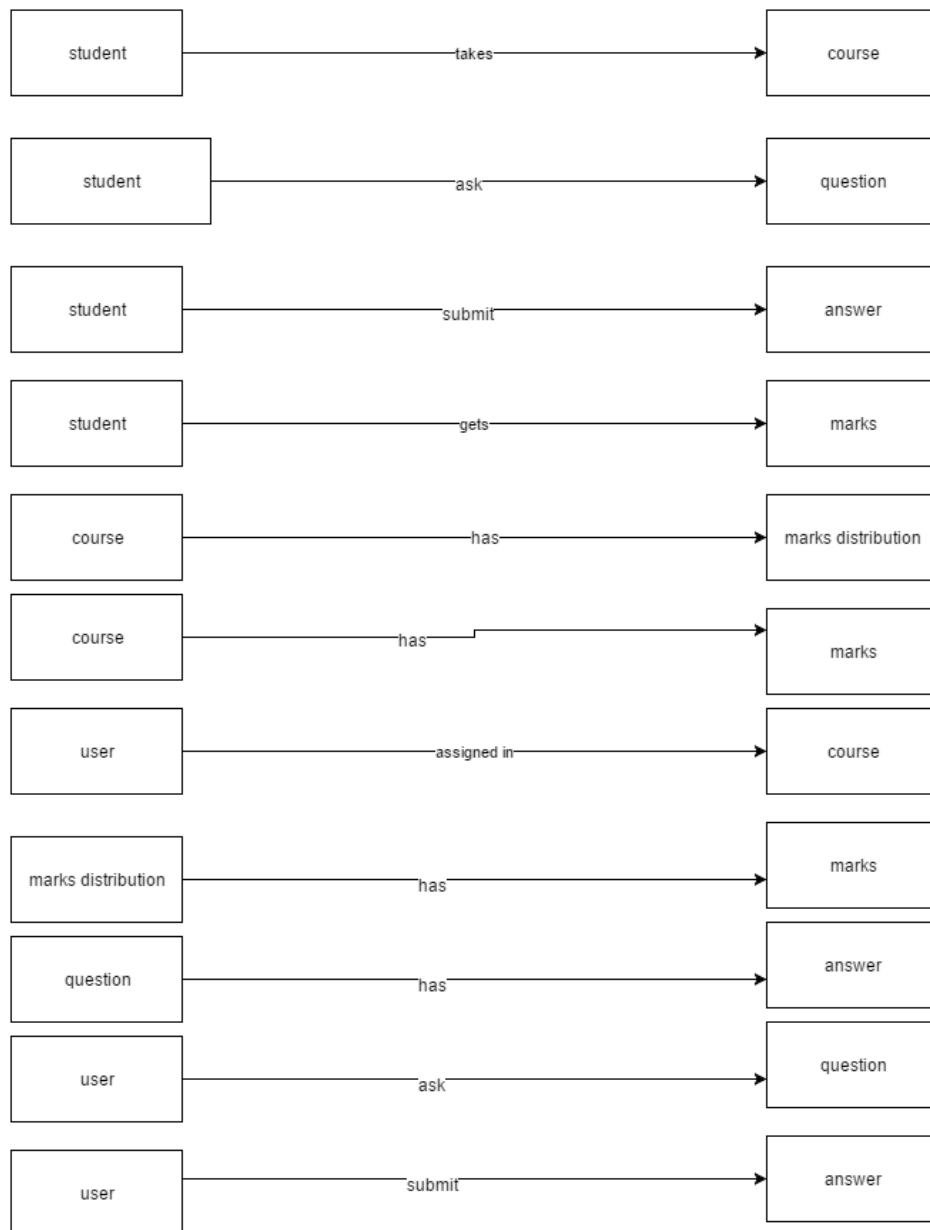 student takes course
student ask question
student submit answer
student gets marks
course has marks distribution
course has marks
user assigned in course
marks distribution has marks
question has answer
user ask question
user submit answer